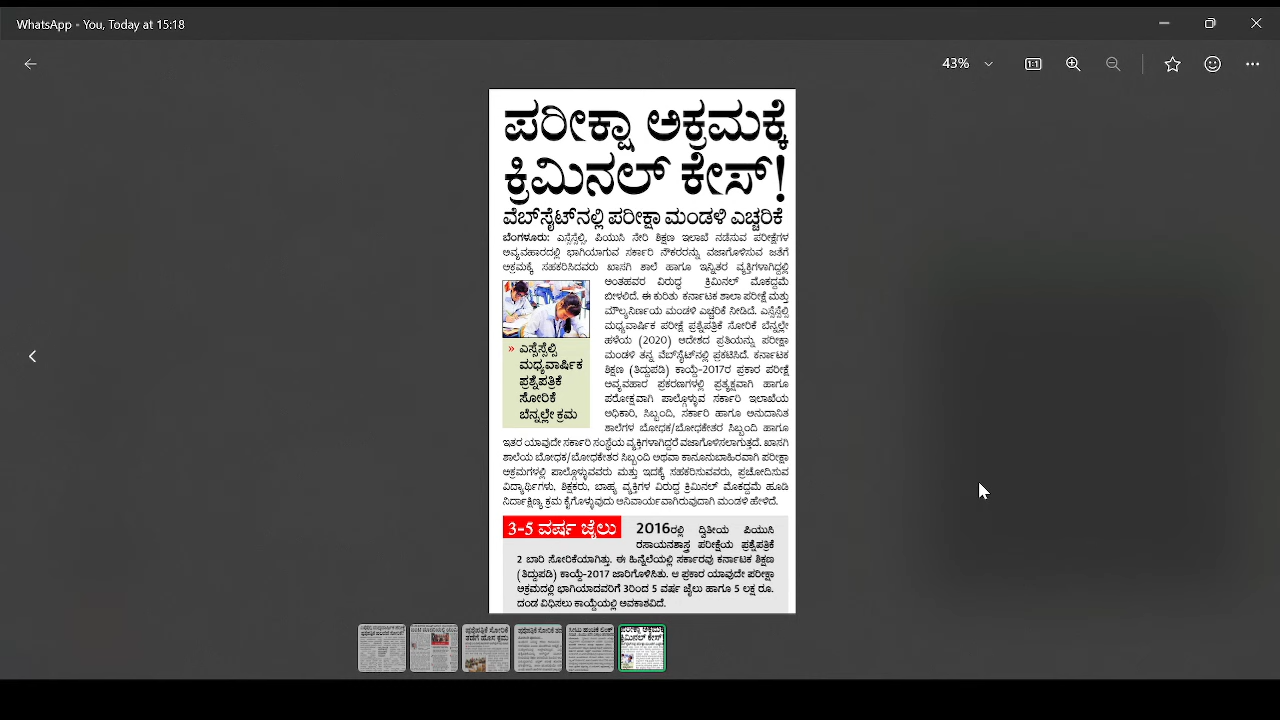 WhatsApp - You, Today at 15:18
43%
ಪರೀಕ್ಷಾ ಅಕ್ರಮಕ್ಕೆ
ಕ್ರಿಮಿನಲ್ ಕೇಸ್!
ವೆಬ್‌ಸೈಟ್‌ನಲ್ಲಿ ಪರೀಕ್ಷಾ ಮಂಡಳಿ ಎಚ್ಚರಿಕೆ
ಬೆಂಗಳೂರು: ಎಸ್ಸೆಸ್ಸೆಲ್ಸಿ, ಪಿಯುಸಿ ಸೇರಿ ಶಿಕ್ಷಣ ಇಲಾಖೆ ನಡೆಸುವ ಪರೀಕ್ಷೆಗಳ
ಅವ್ಯವಹಾರದಲ್ಲಿ ಭಾಗಿಯಾಗುವ ಸರ್ಕಾರಿ ನೌಕರರನ್ನು ವಜಾಗೊಳಿಸುವ ಜತೆಗೆ
ಅಕ್ರಮಕ್ಕೆ ಸಹಕರಿಸಿದವರು ಖಾಸಗಿ ಶಾಲೆ ಹಾಗೂ ಇನ್ನಿತರ ವ್ಯಕ್ತಿಗಳಾಗಿದ್ದಲ್ಲಿ
ಅಂತಹವರ ವಿರುದ್ಧ ಕ್ರಿಮಿನಲ್ ಮೊಕದ್ದಮೆ
ಬೀಳಲಿದೆ. ಈ ಕುರಿತು ಕರ್ನಾಟಕ ಶಾಲಾ ಪರೀಕ್ಷೆ ಮತ್ತು
ಮೌಲ್ಯನಿರ್ಣಯ ಮಂಡಳಿ ಎಚ್ಚರಿಕೆ ನೀಡಿದೆ. ಎಸ್ಸೆಸ್ಸೆಲ್ಸಿ
ಮಧ್ಯವಾರ್ಷಿಕ ಪರೀಕ್ಷೆ ಪ್ರಶ್ನೆಪತ್ರಿಕೆ ಸೋರಿಕೆ ಬೆನ್ನಲ್ಲೇ
ಹಳೆಯ (2020) ಆದೇಶದ ಪ್ರತಿಯನ್ನು ಪರೀಕ್ಷಾ
ಮಂಡಳಿ ತನ್ನ ವೆಬ್‌ಸೈಟ್‌ನಲ್ಲಿ ಪ್ರಕಟಿಸಿದೆ. ಕರ್ನಾಟಕ
ಶಿಕ್ಷಣ (ತಿದ್ದುಪಡಿ) ಕಾಯ್ದೆ-2017ರ ಪ್ರಕಾರ ಪರೀಕ್ಷೆ
ಅವ್ಯವಹಾರ ಪ್ರಕರಣಗಳಲ್ಲಿ ಪ್ರತ್ಯಕ್ಷವಾಗಿ ಹಾಗೂ
ಪರೋಕ್ಷವಾಗಿ ಪಾಲ್ಗೊಳ್ಳುವ ಸರ್ಕಾರಿ ಇಲಾಖೆಯ
ಅಧಿಕಾರಿ, ಸಿಬ್ಬಂದಿ, ಸರ್ಕಾರಿ ಹಾಗೂ ಅನುದಾನಿತ
ಶಾಲೆಗಳ ಬೋಧಕ/ಬೋಧಕೇತರ ಸಿಬ್ಬಂದಿ ಹಾಗೂ
» ಎಸ್ಸೆಸ್ಸೆಲ್ಸಿ
ಮಧ್ಯವಾರ್ಷಿಕ
ಪ್ರಶ್ನೆಪತ್ರಿಕೆ
ಸೋರಿಕೆ
ಬೆನ್ನಲ್ಲೇ ಕ್ರಮ
ಇತರ ಯಾವುದೇ ಸರ್ಕಾರಿ ಸಂಸ್ಥೆಯ ವ್ಯಕ್ತಿಗಳಾಗಿದ್ದರೆ ವಜಾಗೊಳಿಸಲಾಗುತ್ತದೆ. ಖಾಸಗಿ
ಶಾಲೆಯ ಬೋಧಕ/ಬೋಧಕೇತರ ಸಿಬ್ಬಂದಿ ಅಥವಾ ಕಾನೂನುಬಾಹಿರವಾಗಿ ಪರೀಕ್ಷಾ
ಅಕ್ರಮಗಳಲ್ಲಿ ಪಾಲ್ಗೊಳ್ಳುವವರು ಮತ್ತು ಇದಕ್ಕೆ ಸಹಕರಿಸುವವರು, ಪ್ರಚೋದಿಸುವ
ವಿದ್ಯಾರ್ಥಿಗಳು, ಶಿಕ್ಷಕರು, ಬಾಹ್ಯ ವ್ಯಕ್ತಿಗಳ ವಿರುದ್ಧ ಕ್ರಿಮಿನಲ್ ಮೊಕದ್ದಮೆ ಹೂಡಿ
ನಿರ್ದಾಕ್ಷಿಣ್ಯ ಕ್ರಮ ಕೈಗೊಳ್ಳುವುದು ಅನಿವಾರ್ಯವಾಗಿರುವುದಾಗಿ ಮಂಡಳಿ ಹೇಳಿದೆ.
3-5 ವರ್ಷ ಜೈಲು
2016ರಲ್ಲಿ ದ್ವಿತೀಯ ಪಿಯುಸಿ
ರಸಾಯನಶಾಸ್ತ್ರ ಪರೀಕ್ಷೆಯ ಪ್ರಶ್ನೆಪತ್ರಿಕೆ
2 ಬಾರಿ ಸೋರಿಕೆಯಾಗಿತ್ತು. ಈ ಹಿನ್ನೆಲೆಯಲ್ಲಿ ಸರ್ಕಾರವು ಕರ್ನಾಟಕ ಶಿಕ್ಷಣ
(ತಿದ್ದುಪಡಿ) ಕಾಯ್ದೆ-2017 ಜಾರಿಗೊಳಿಸಿತು. ಆ ಪ್ರಕಾರ ಯಾವುದೇ ಪರೀಕ್ಷಾ
ಅಕ್ರಮದಲ್ಲಿ ಭಾಗಿಯಾದವರಿಗೆ 3ರಿಂದ 5 ವರ್ಷ ಜೈಲು ಹಾಗೂ 5 ಲಕ್ಷ ರೂ.
ದಂಡ ವಿಧಿಸಲು ಕಾಯ್ದೆಯಲ್ಲಿ ಅವಕಾಶವಿದೆ.